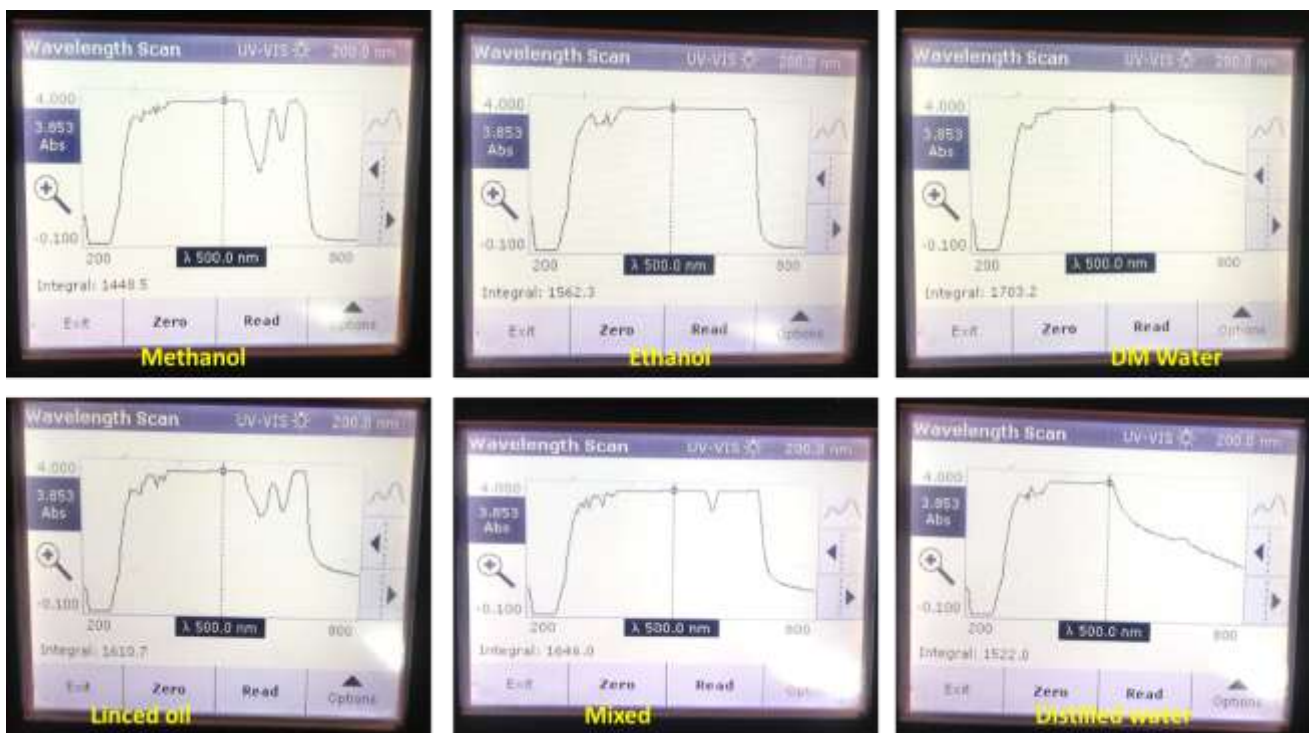 Wavelength Scan UV-VIS 200.0 nm
4.000
3.853
Abs
-0.100
200 λ 500.0 nm 800
Integral: 1448.5
Exit Zero Read Options
Methanol
Wavelength Scan UV-VIS 200.0 nm
4.000
3.853
Abs
-0.100
200 λ 500.0 nm 800
Integral: 1562.3
Exit Zero Read Options
Ethanol
Wavelength Scan UV-VIS 200.0 nm
4.000
3.853
Abs
-0.100
200 λ 500.0 nm 800
Integral: 1703.2
Exit Zero Read Options
DM Water
Wavelength Scan UV-VIS 200.0 nm
4.000
3.853
Abs
-0.100
200 λ 500.0 nm 800
Integral: 1610.7
Exit Zero Read Options
Linced oil
Wavelength Scan UV-VIS 200.0 nm
4.000
3.853
Abs
-0.100
200 λ 500.0 nm 800
Integral: 1646.0
Exit Zero Read
Mixed
Wavelength Scan UV-VIS 200.0 nm
4.000
3.853
Abs
-0.100
200 λ 500.0 nm 800
Integral: 1522.0
Exit Zero Read Options
Distilled water